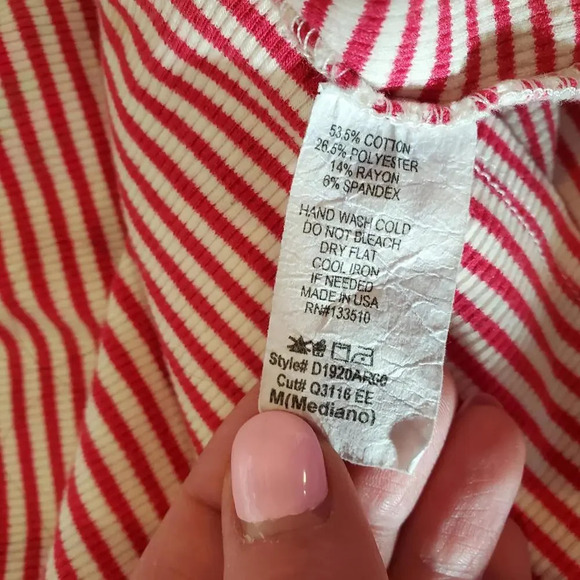 53.5% COTTON
26.5% POLYESTER
14% RAYON
6% SPANDEX
HAND WASH COLD
DO NOT BLEACH
DRY FLAT
COOL IRON
IF NEEDED
MADE IN USA
RN#133510
Style#
Cut# Q3116 EE
M(Mediano)